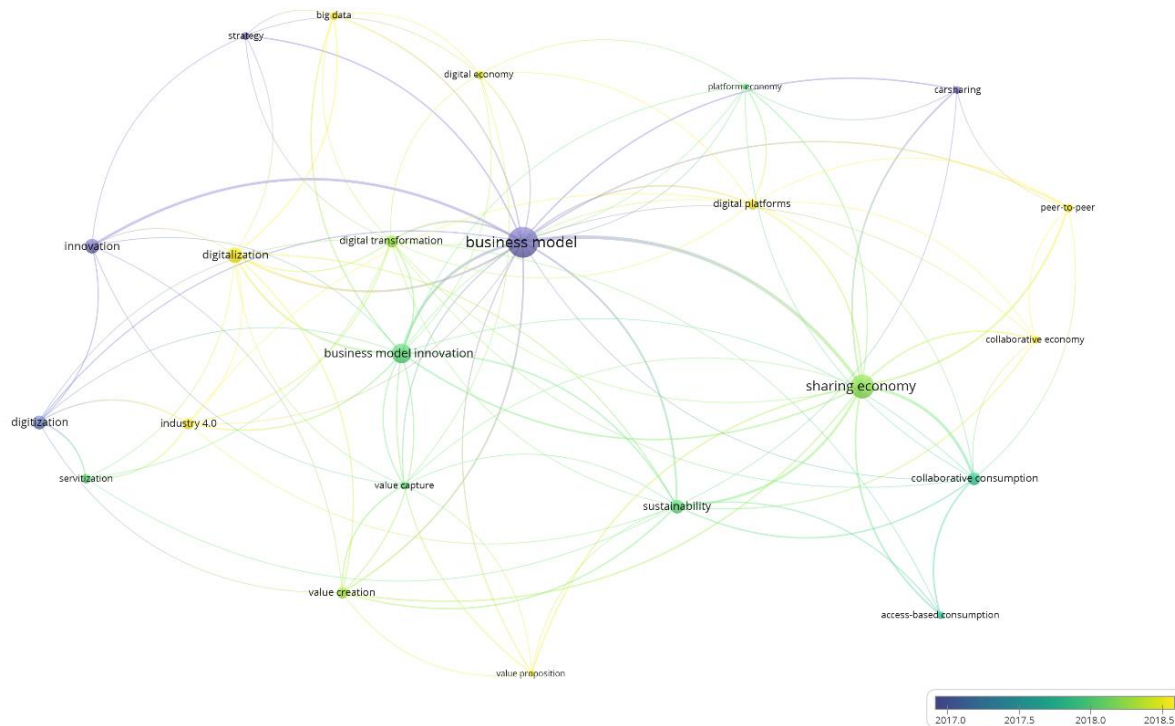 big data
strategy
digital economy
platform economy
carsharing
digital platforms
peer-to-peer
innovation
digitalization
digital transformation
business model
collaborative economy
business model innovation
sharing economy
digitization
industry 4.0
servitization
value capture
collaborative consumption
sustainability
value creation
access-based consumption
value proposition
2017.0 2017.5 2018.0